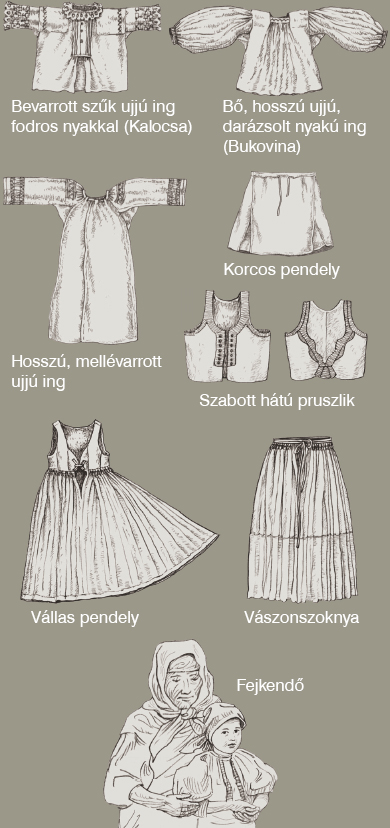 Bevarrott szűk ujjú ing
fodros nyakkal (Kalocsa)
Bő, hosszú ujjú,
darázsolt nyakú ing
(Bukovina)
Korcos pendely
Hosszú, mellévarrott
ujjú ing
Szabott hátú pruszlik
Vállas pendely
Vászonszoknya
Fejkendő